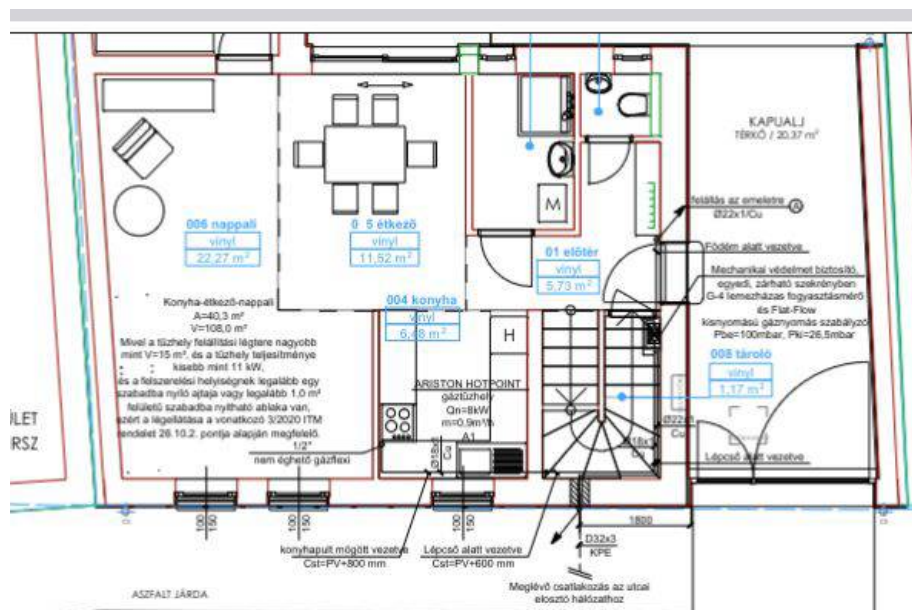 KAPUALJ
TÉRKŐ / 20,37 m²
felállás az emeletre
Ø22x1/Cu
A
Födém alatt vezetve
M
006 nappali
vinyl
22,27 m²
0 5 étkező
vinyl
11,52 m²
01 előtér
vinyl
5,73 m²
Mechanikai védelmet biztosító,
egyedi, zárható szekrényben
G-4 lemezházas fogyasztásmérő
és Flat-Flow
kisnyomású gáznyomás szabályzó
Pbe=100mbar, Pki=26,5mbar
004 konyha
vinyl
6,48 m²
H
008 tároló
vinyl
1,17 m²
Konyha-étkező-nappali
A=40,3 m²
V=108,0 m³
Mivel a tűzhely felállítási légtere nagyobb
mint V=15 m³, és a tűzhely teljesítménye
kisebb mint 11 kW,
és a felszerelési helyiségnek legalább egy
szabadba nyíló ajtaja vagy legalább 1,0 m²
felületű szabadba nyitható ablaka van,
ezért a légellátása a vonatkozó 3/2020 ITM
rendelet 26.10.2. pontja alapján megfelelő.
ARISTON HOTPOINT
gáztűzhely
Qn=8kW
m=0,9m³/h
A1
1/2"
nem éghető gázflexi
Ø18x1
Cu
Ø22x1
Cu
Ø18x1
Cu
Lépcső alatt vezetve
ÜLET
RSZ
100
150
100
150
100
150
1800
konyhapult mögött vezetve
Cst=PV+800 mm
Lépcső alatt vezetve
Cst=PV+600 mm
D32x3
KPE
Meglévő csatlakozás az utcai
elosztó hálózathoz
ASZFALT JÁRDA